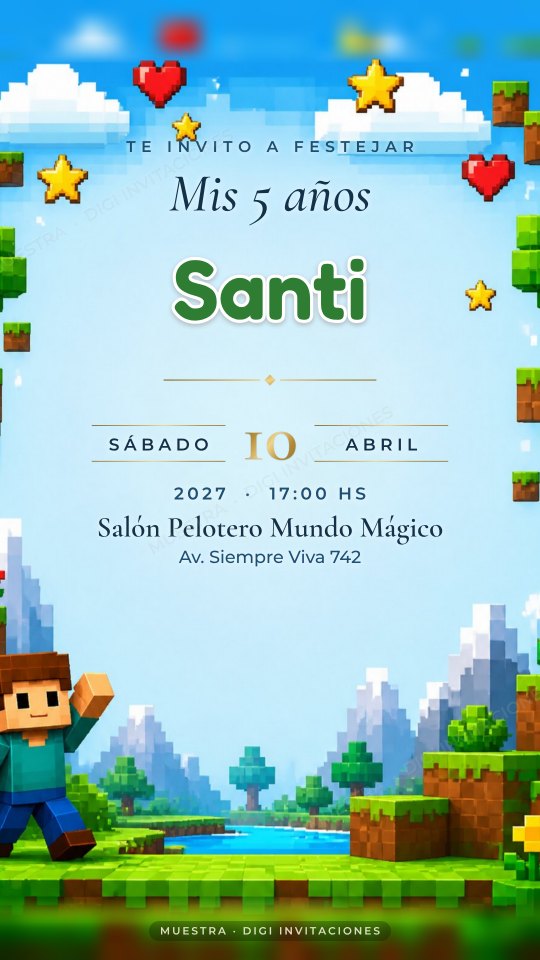 TE INVITO A FESTEJAR
Mis 5 años
Santi
SÁBADO 10 ABRIL
2027 · 17:00 HS
Salón Pelotero Mundo Mágico
Av. Siempre Viva 742
MUESTRA · DIGI INVITACIONES